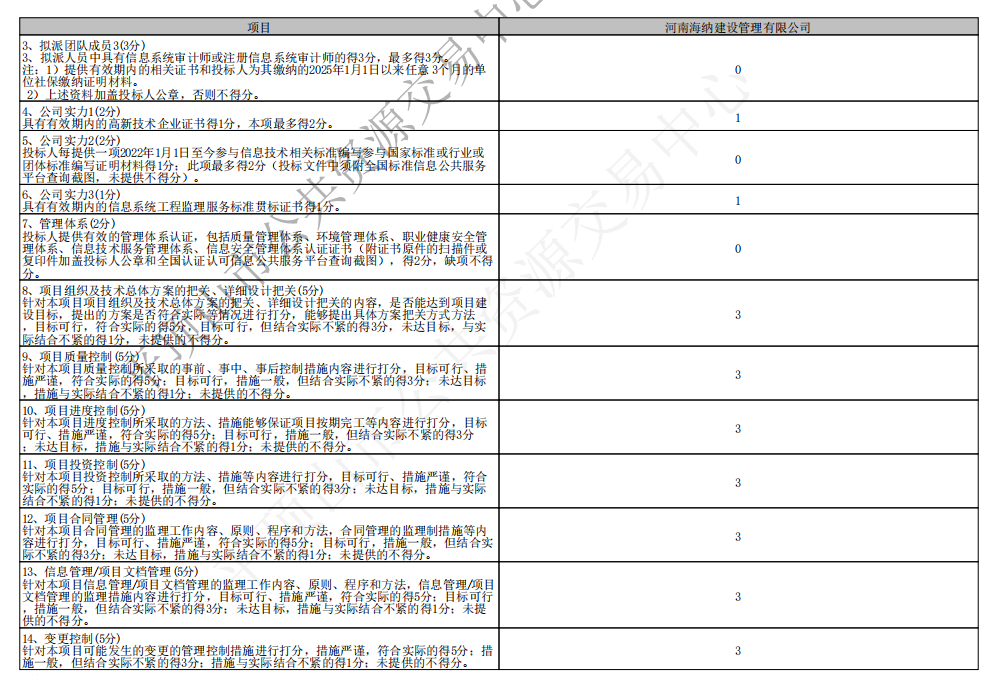 项目
河南海纳建设管理有限公司
3、拟派团队成员3(3分)
3、拟派人员中具有信息系统审计师或注册信息系统审计师的得3分，最多得3分。
注：1）提供有效期内的相关证书和投标人为其缴纳的2025年1月1日以来任意 3个月的单
位社保缴纳证明材料。
2）上述资料加盖投标人公章，否则不得分。
0
4、公司实力1(2分)
具有有效期内的高新技术企业证书得1分，本项最多得2分。
1
5、公司实力2(2分)
投标人每提供一项2022年1月1日至今参与信息技术相关标准编写参与国家标准或行业或
团体标准编写证明材料得1分；此项最多得2分（投标文件中须附全国标准信息公共服务
平台查询截图，未提供不得分）。
0
6、公司实力3(1分)
具有有效期内的信息系统工程监理服务标准贯标证书得1分。
1
7、管理体系(2分)
投标人提供有效的管理体系认证，包括质量管理体系、环境管理体系、职业健康安全管
理体系、信息技术服务管理体系、信息安全管理体系认证证书（附证书原件的扫描件或
复印件加盖投标人公章和全国认证认可信息公共服务平台查询截图），得2分，缺项不得
分。
0
8、项目组织及技术总体方案的把关、详细设计把关(5分)
针对本项目项目组织及技术总体方案的把关、详细设计把关的内容，是否能达到项目建
设目标，提出的方案是否符合实际等情况进行打分，能够提出具体方案把关方式方法
，目标可行，符合实际的得5分，目标可行，但结合实际不紧的得3分，未达目标，与实
际结合不紧的得1分，未提供的不得分。
3
9、项目质量控制(5分)
针对本项目质量控制所采取的事前、事中、事后控制措施内容进行打分，目标可行、措
施严谨，符合实际的得5分；目标可行，措施一般，但结合实际不紧的得3分；未达目标
，措施与实际结合不紧的得1分；未提供的不得分。
3
10、项目进度控制(5分)
针对本项目进度控制所采取的方法、措施能够保证项目按期完工等内容进行打分，目标
可行、措施严谨，符合实际的得5分；目标可行，措施一般，但结合实际不紧的得3分
；未达目标，措施与实际结合不紧的得1分；未提供的不得分。
3
11、项目投资控制(5分)
针对本项目投资控制所采取的方法、措施等内容进行打分，目标可行、措施严谨，符合
实际的得5分；目标可行，措施一般，但结合实际不紧的得3分；未达目标，措施与实际
结合不紧的得1分；未提供的不得分。
3
12、项目合同管理(5分)
针对本项目合同管理的监理工作内容、原则、程序和方法，合同管理的监理制措施等内
容进行打分，目标可行、措施严谨，符合实际的得5分； 目标可行，措施一般，但结合实
际不紧的得3分；未达目标，措施与实际结合不紧的得1分；未提供的不得分。
3
13、信息管理/项目文档管理(5分)
针对本项目信息管理/项目文档管理的监理工作内容、原则、程序和方法，信息管理/项目
文档管理的监理措施内容进行打分，目标可行、措施严谨，符合实际的得5分；目标可行
，措施一般，但结合实际不紧的得3分；未达目标，措施与实际结合不紧的得1分；未提
供的不得分。
3
14、变更控制(5分)
针对本项目可能发生的变更的管理控制措施进行打分，措施严谨，符合实际的得5分；措
施一般，但结合实际不紧的得3分；措施与实际结合不紧的得1分；未提供的不得分。
3
平顶山市公共资源交易中心
平顶山市公共资源交易中心